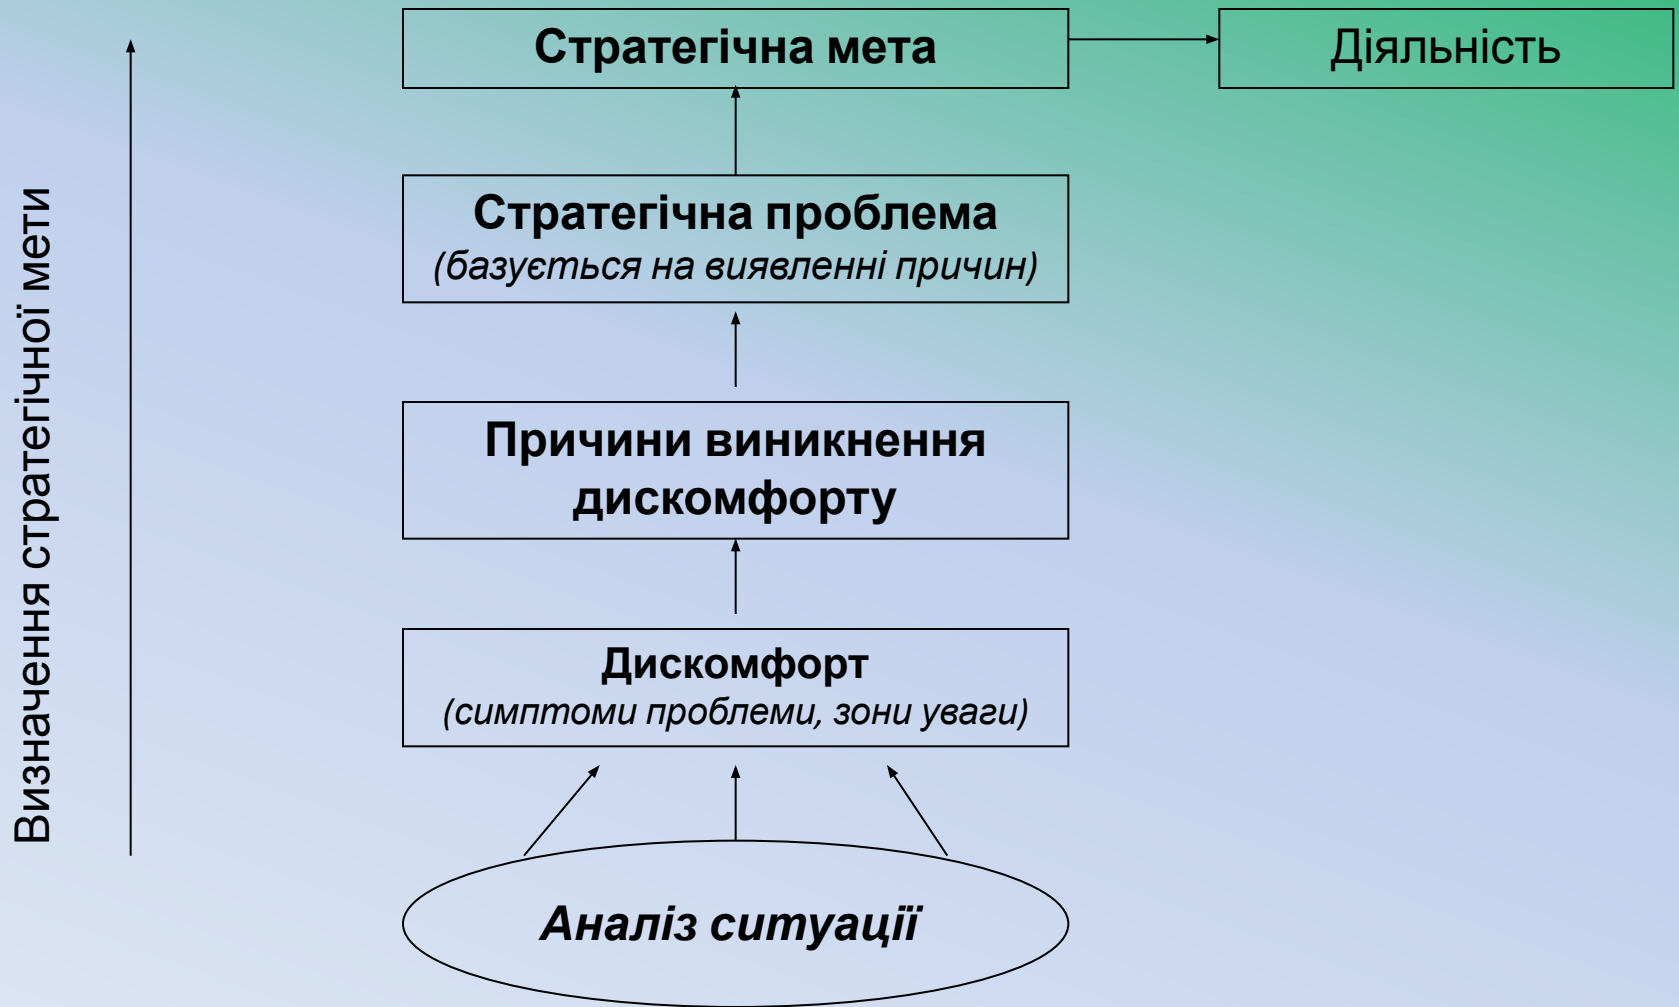 Стратегічна мета
Діяльність
Стратегічна проблема
(базується на виявленні причин)
Причини виникнення
дискомфорту
Дискомфорт
(симптоми проблеми, зони уваги)
Аналіз ситуації
Визначення стратегічної мети